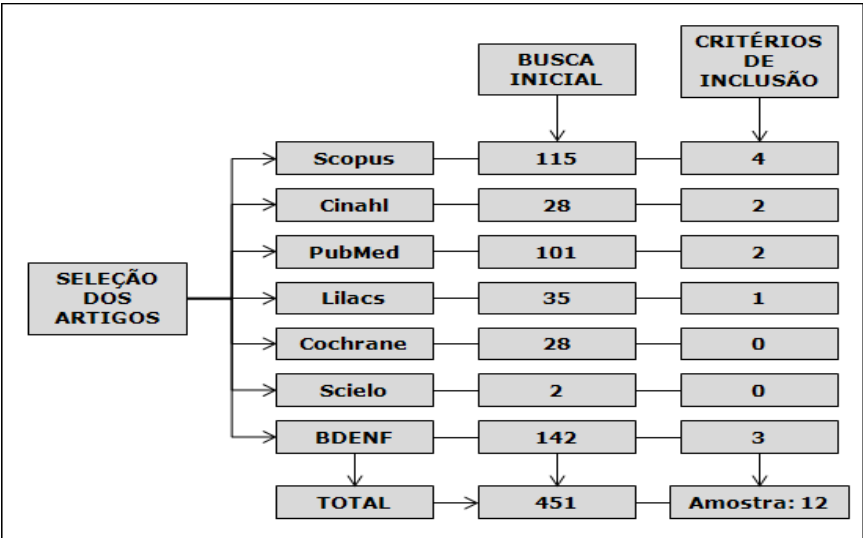 BUSCA
INICIAL
CRITÉRIOS
DE
INCLUSÃO
SELEÇÃO
DOS
ARTIGOS
Scopus 115 4
Cinahl 28 2
PubMed 101 2
Lilacs 35 1
Cochrane 28 0
Scielo 2 0
BDENF 142 3
TOTAL 451 Amostra: 12